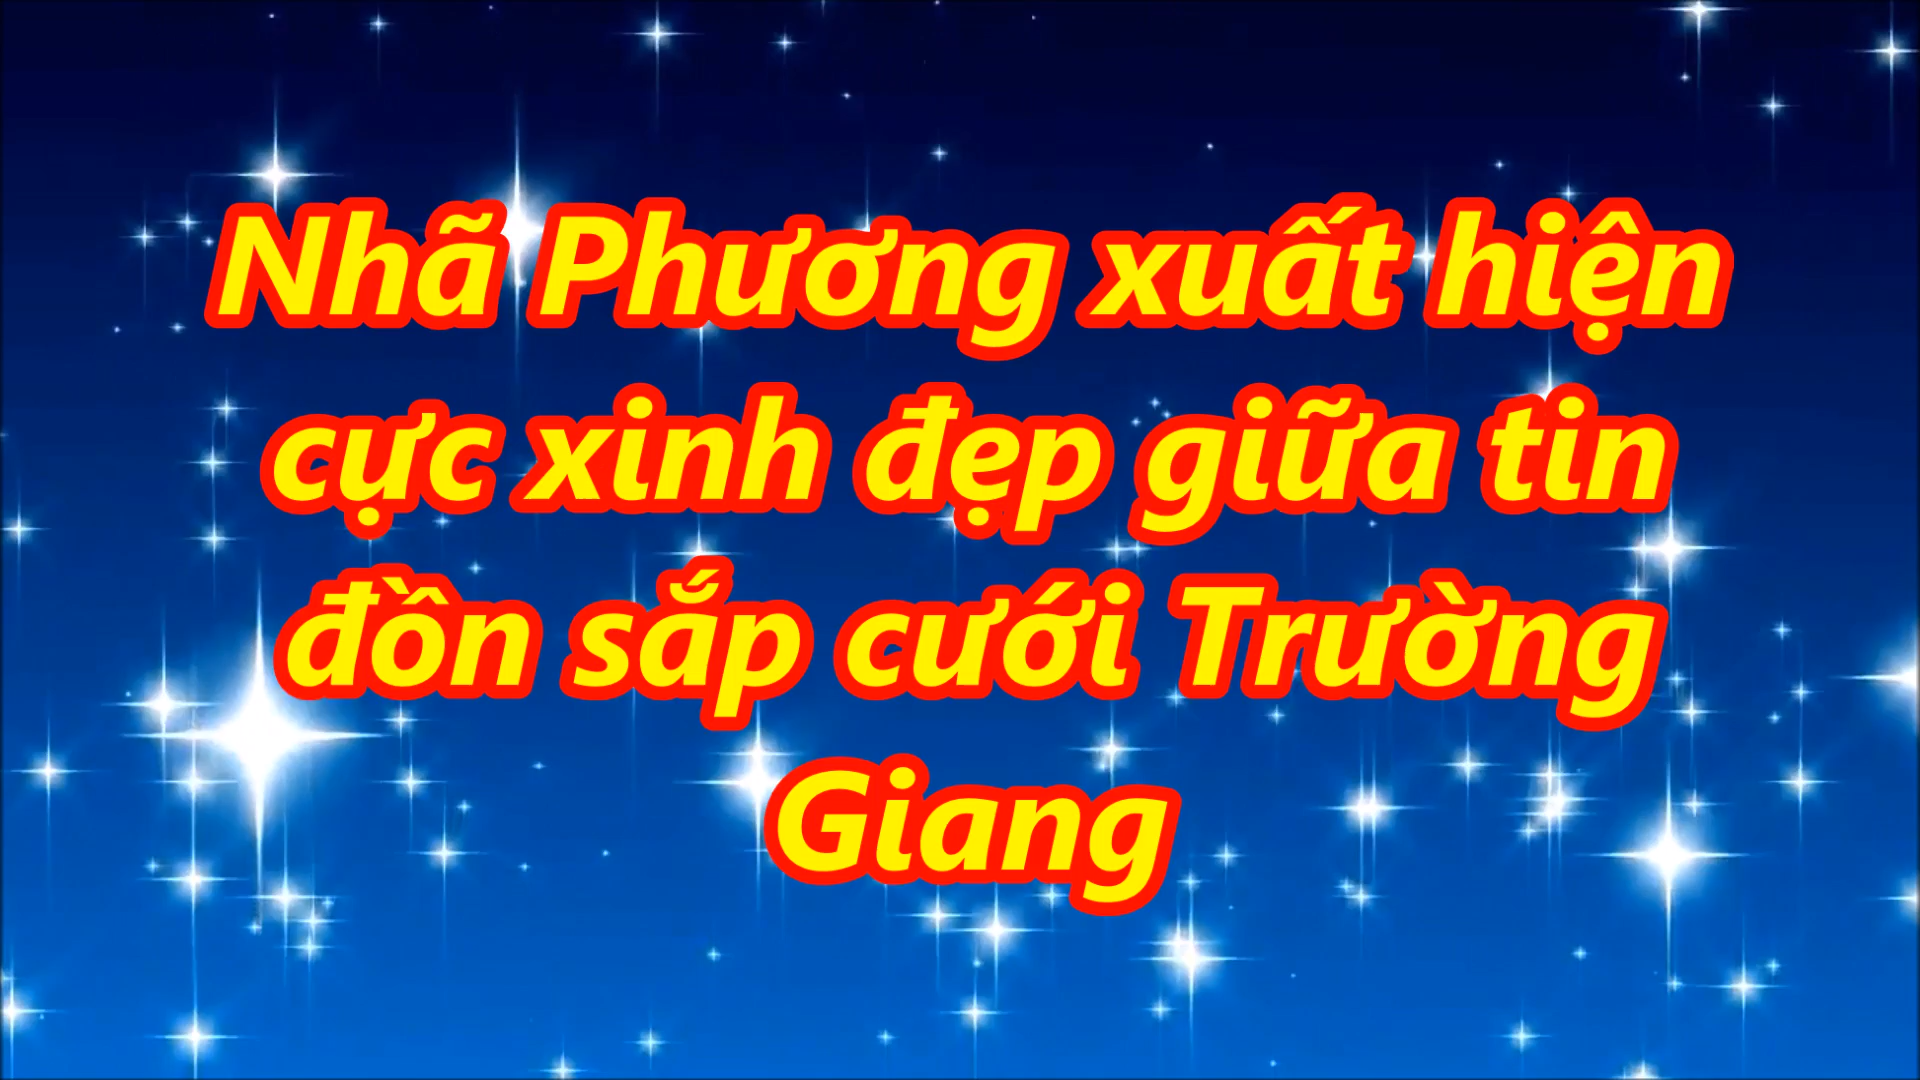 Nhã Phương xuất hiện
cực xinh đẹp giữa tin
đồn sắp cưới Trường
Giang